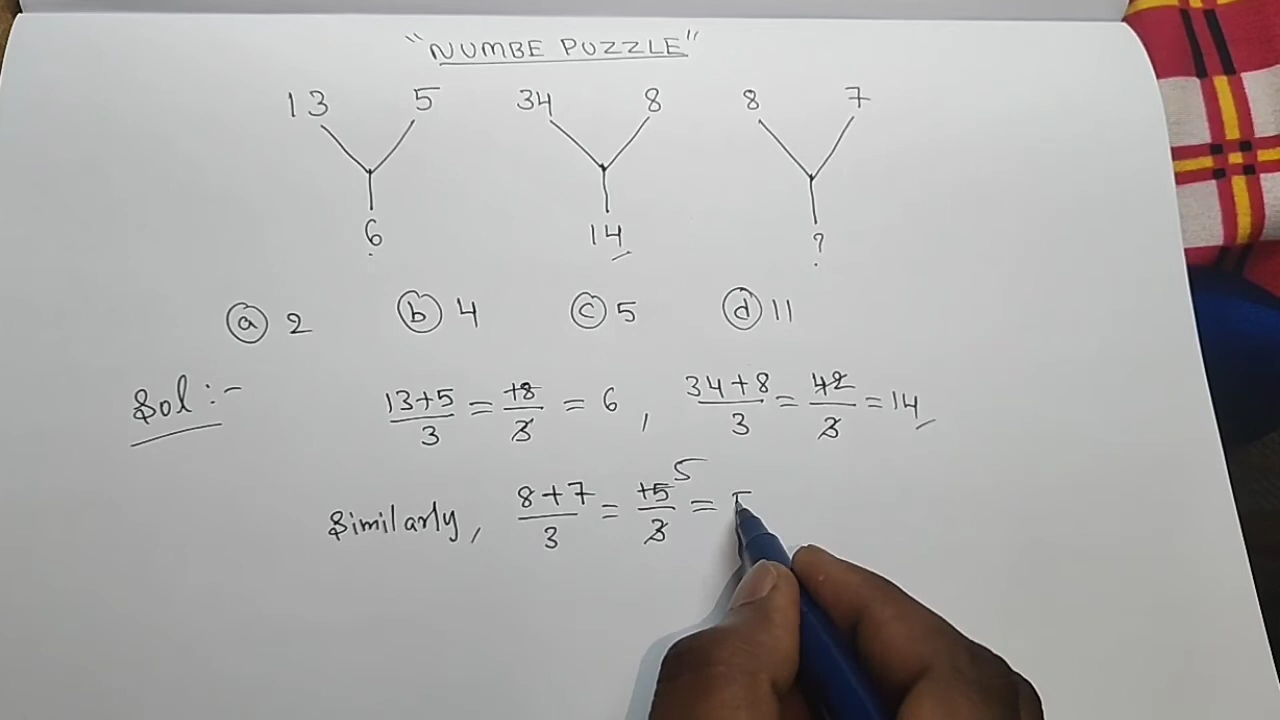 "NUMBE PUZZLE"
13 5 34 8 8 7
6 14 ?
(a) 2 (b) 4 (c) 5 (d) 11
Sol:- 13+5/3 = 18/3 = 6, 34+8/3 = 42/3 = 14
Similarly, 8+7/3 = 15/3 5 = 5